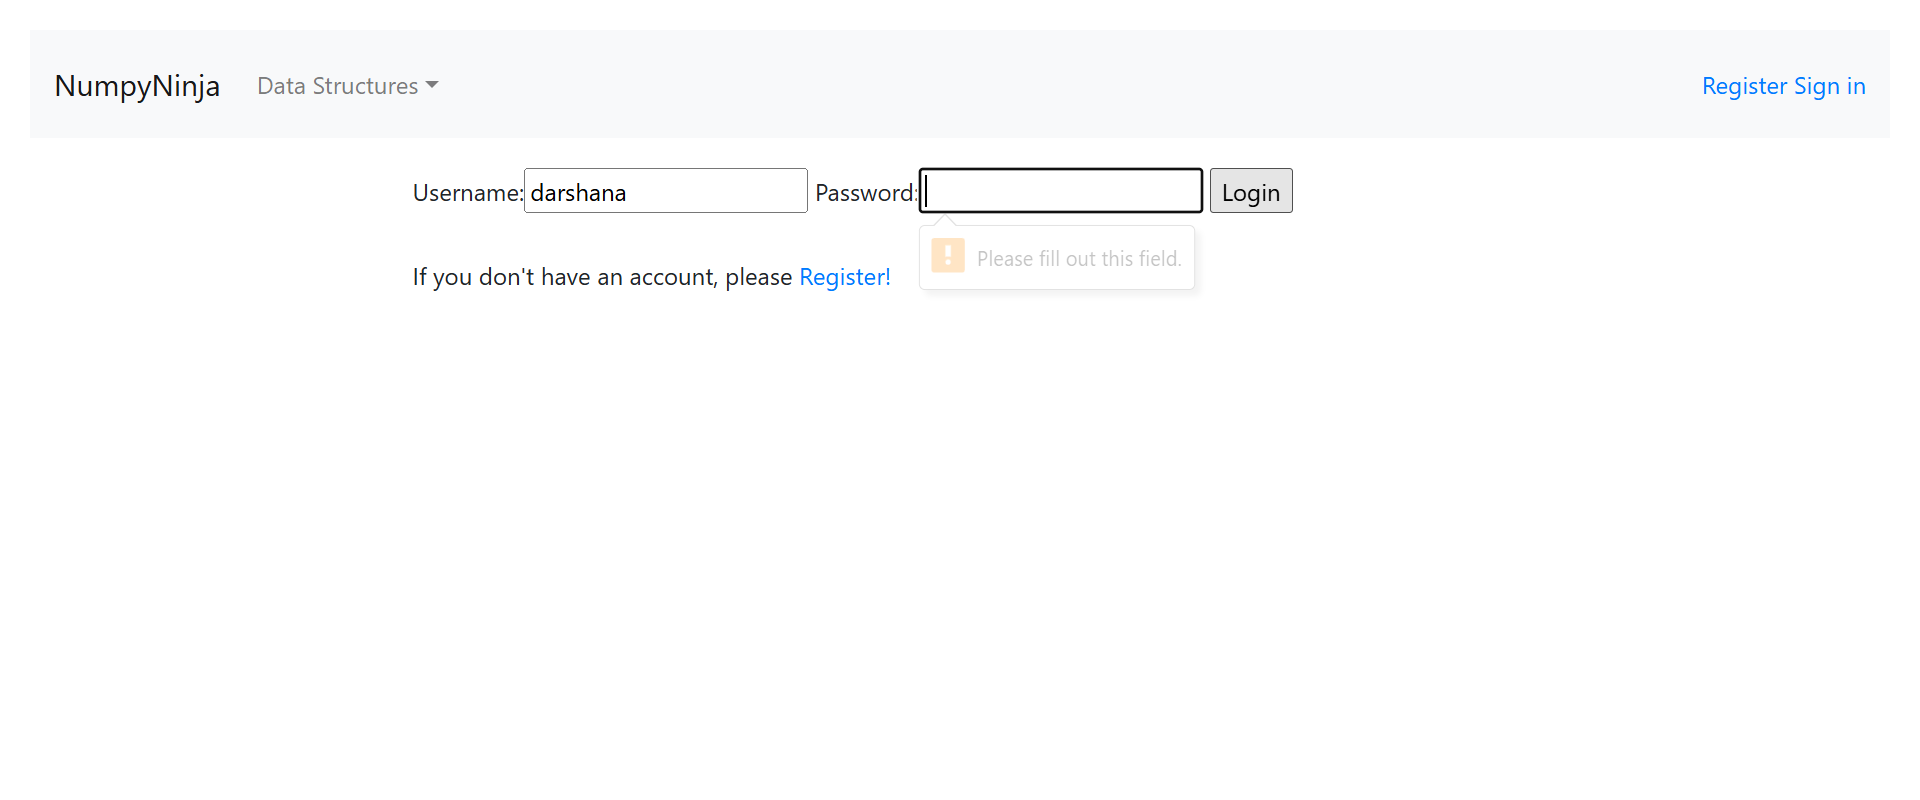 NumpyNinja Data Structures Register Sign in
Username: darshana Password: Login
Please fill out this field.
If you don't have an account, please Register!